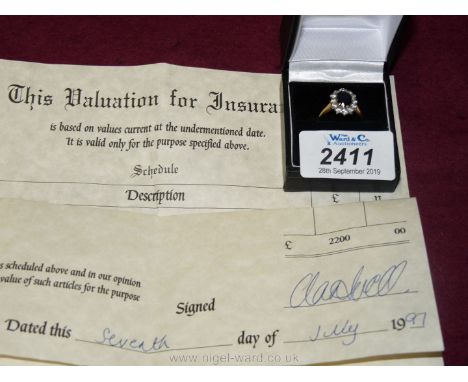 This Valuation for Insura
is based on values current at the undermentioned date.
It is valid only for the purpose specified above.
Schedule
Description
£
The
Ward & Co.
Auctioneers
2411
28th September 2019
£ 2200 00
s scheduled above and in our opinion
value of such articles for the purpose
Signed
Dated this Seventh day of July 1997
www.nigel-ward.co.uk